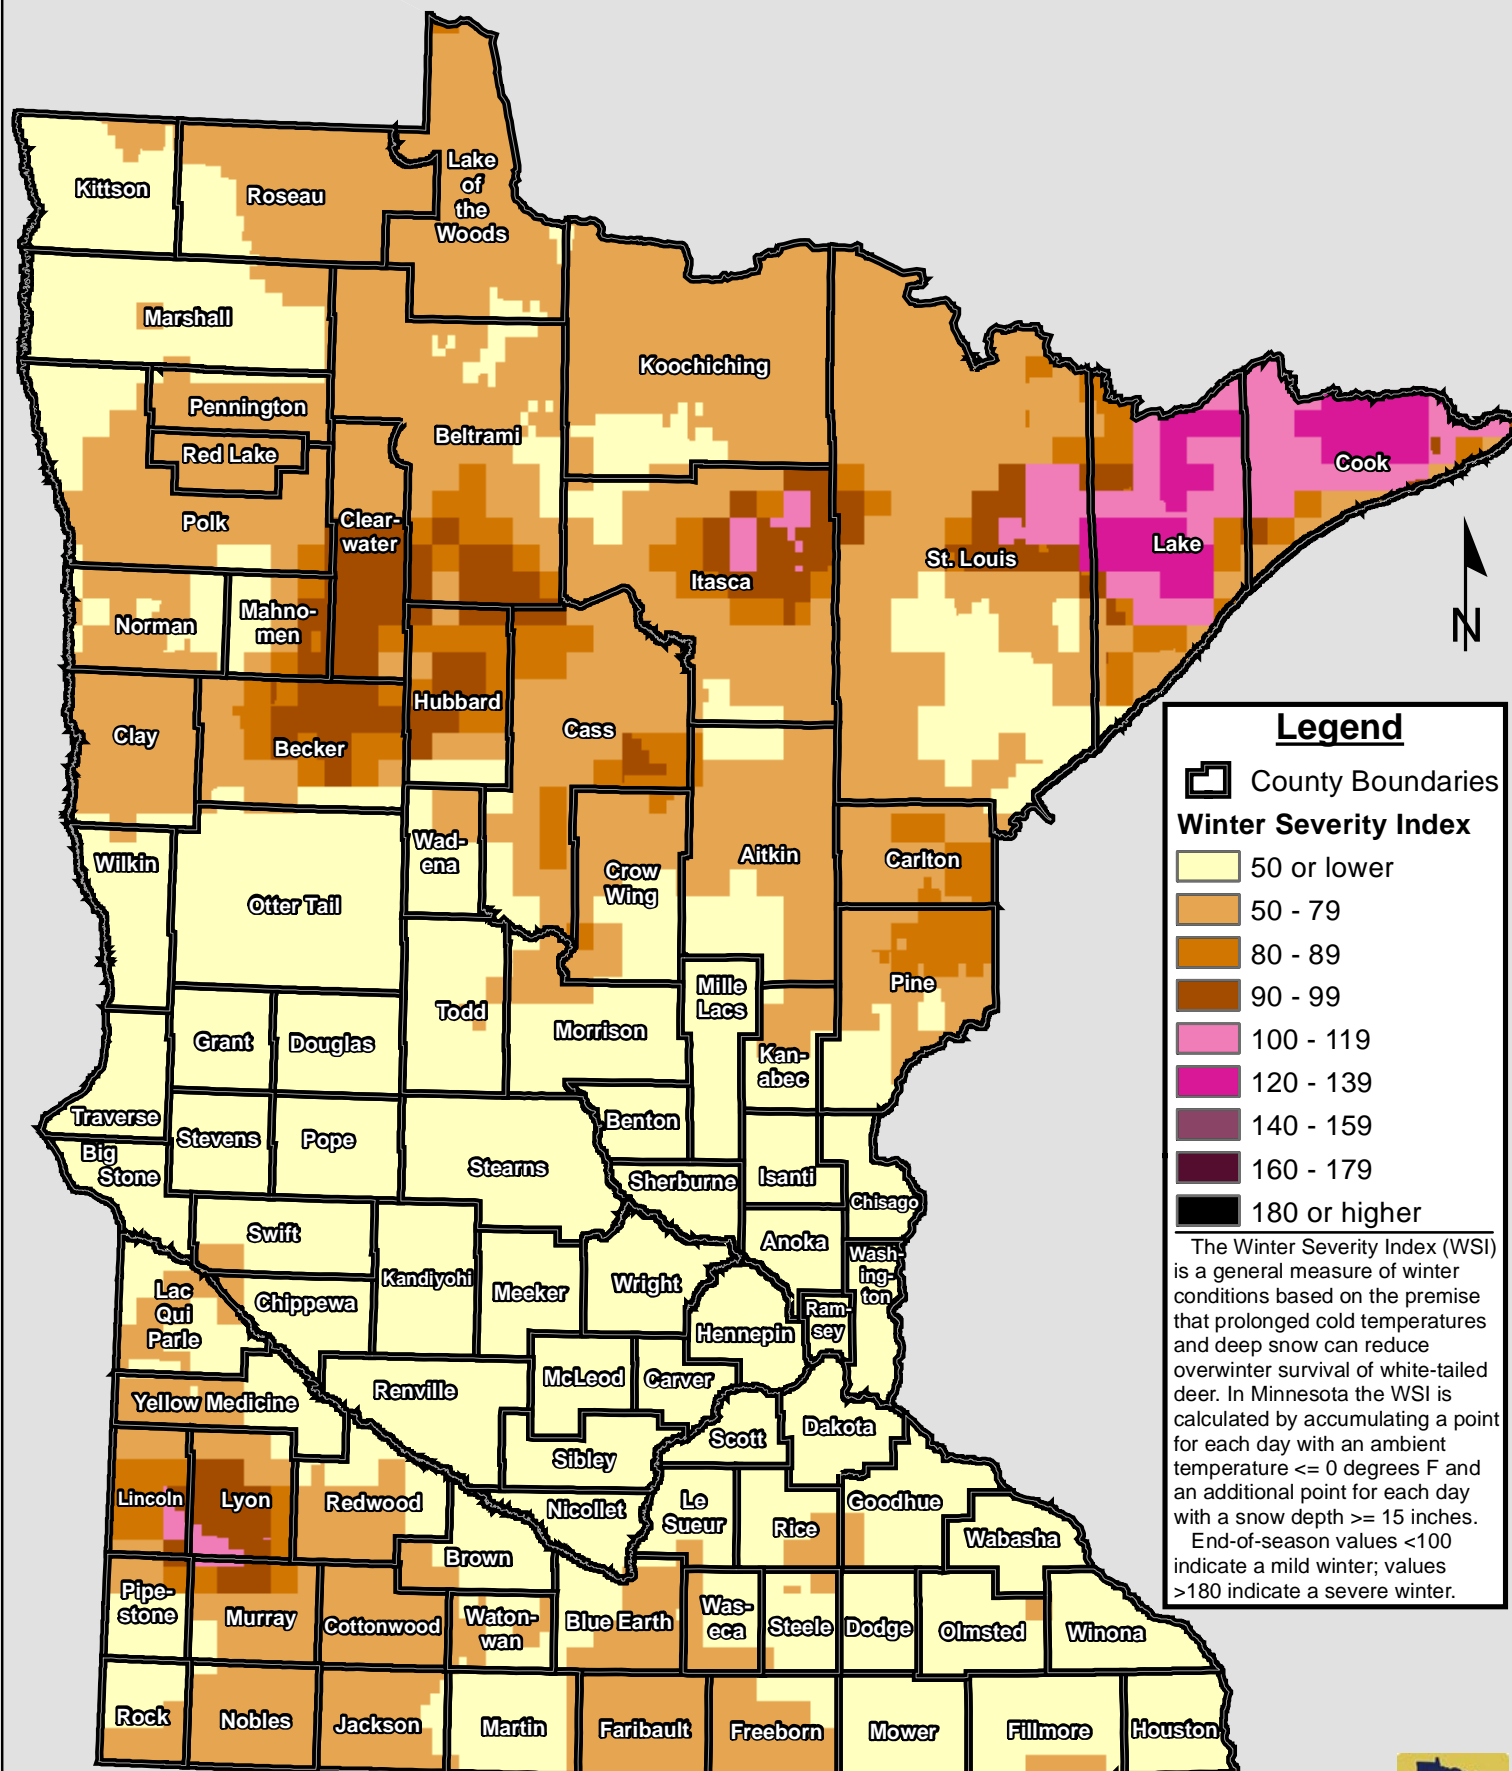 Kittson
Roseau
Lake
of
the
Woods
Marshall
Koochiching
Pennington
Beltrami
Red Lake
Cook
Polk
Clear-
water
St. Louis
Lake
Itasca
Norman
Mahno-
men
N
Hubbard
Clay
Becker
Cass
Wad-
ena
Wilkin
Otter Tail
Crow
Wing
Aitkin
Carlton
Pine
Mille
Lacs
Todd
Morrison
Grant
Douglas
Kan-
abec
Traverse
Stevens
Pope
Benton
Big
Stone
Stearns
Sherburne
Isanti
Chisago
Swift
Anoka
Wash-
ing-
ton
Kandiyohi
Meeker
Wright
Lac
Qui
Parle
Chippewa
Ram-
sey
Hennepin
McLeod
Carver
Renville
Yellow Medicine
Scott
Dakota
Sibley
Lincoln
Lyon
Redwood
Nicollet
Le
Sueur
Rice
Goodhue
Wabasha
Brown
Pipe-
stone
Murray
Cottonwood
Waton-
wan
Blue Earth
Was-
eca
Steele
Dodge
Olmsted
Winona
Rock
Nobles
Jackson
Martin
Faribault
Freeborn
Mower
Fillmore
Houston
Legend
County Boundaries
Winter Severity Index
50 or lower
50 - 79
80 - 89
90 - 99
100 - 119
120 - 139
140 - 159
160 - 179
180 or higher
The Winter Severity Index (WSI)
is a general measure of winter
conditions based on the premise
that prolonged cold temperatures
and deep snow can reduce
overwinter survival of white-tailed
deer. In Minnesota the WSI is
calculated by accumulating a point
for each day with an ambient
temperature <= 0 degrees F and
an additional point for each day
with a snow depth >= 15 inches.
End-of-season values <100
indicate a mild winter; values
>180 indicate a severe winter.